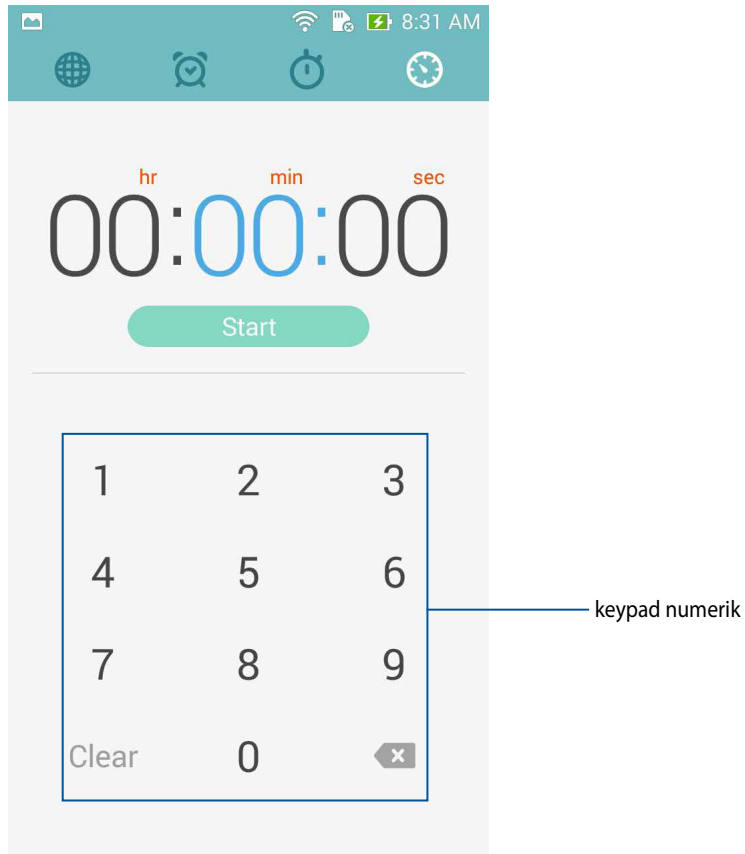 8:31 AM
hr min sec
00:00:00
Start
1 2 3
4 5 6
keypad numerik
7 8 9
Clear 0